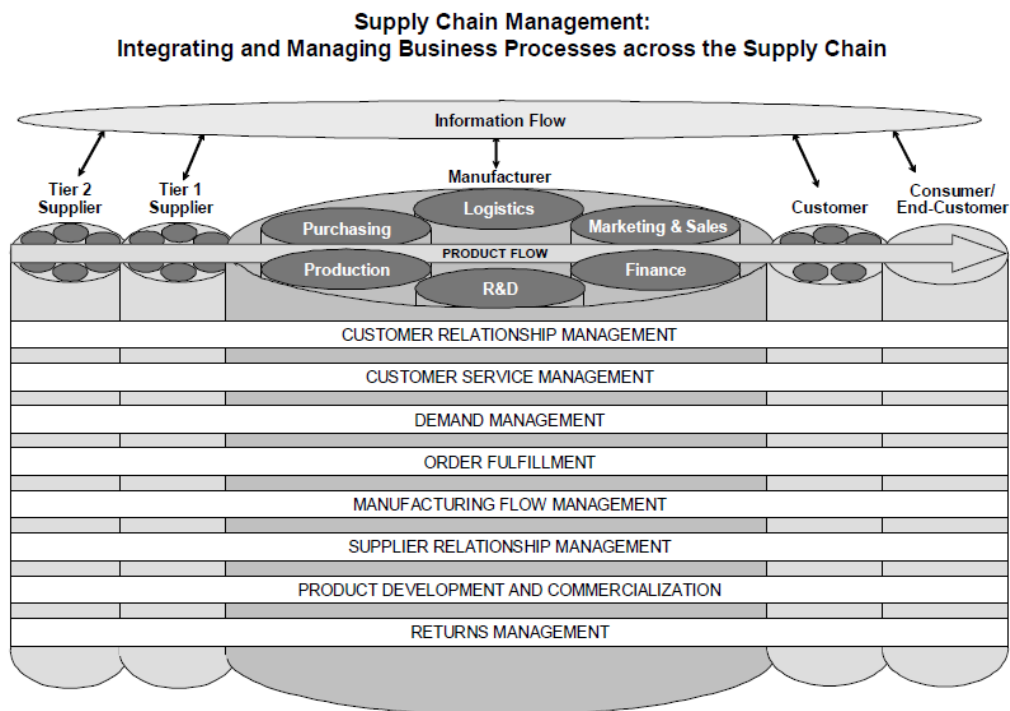 Supply Chain Management:
Integrating and Managing Business Processes across the Supply Chain
Information Flow
Tier 2
Supplier
Tier 1
Supplier
Manufacturer
Customer
Consumer/
End-Customer
Logistics
Purchasing
Marketing & Sales
PRODUCT FLOW
Production
Finance
R&D
CUSTOMER RELATIONSHIP MANAGEMENT
CUSTOMER SERVICE MANAGEMENT
DEMAND MANAGEMENT
ORDER FULFILLMENT
MANUFACTURING FLOW MANAGEMENT
SUPPLIER RELATIONSHIP MANAGEMENT
PRODUCT DEVELOPMENT AND COMMERCIALIZATION
RETURNS MANAGEMENT